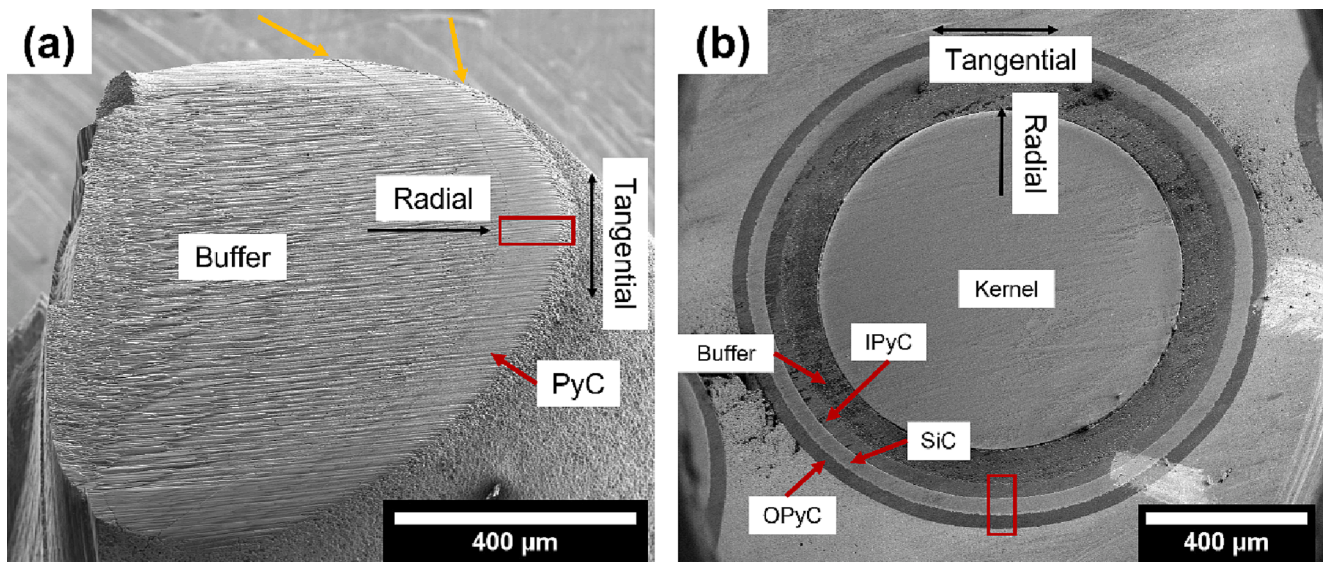 (a)
Radial
Tangential
Buffer
PyC
400 µm
(b)
Tangential
Radial
Kernel
Buffer
IPyC
SiC
OPyC
400 µm